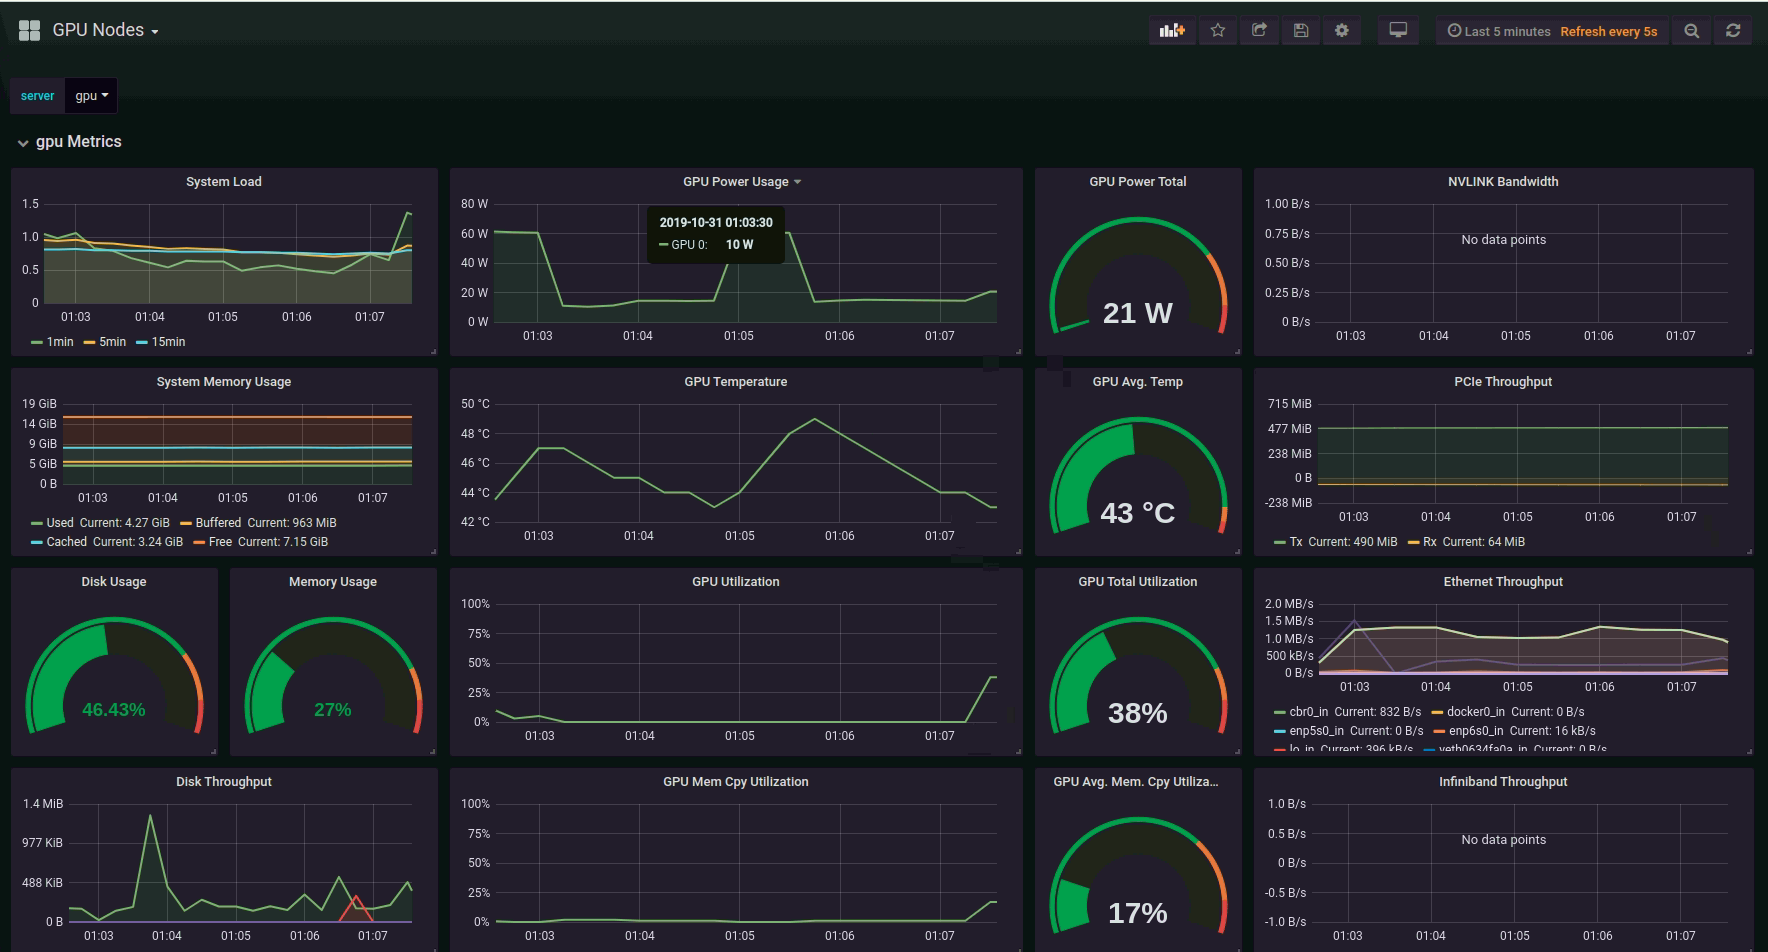 GPU Nodes
Last 5 minutes Refresh every 5s
server gpu
gpu Metrics
System Load
1.5
1.0
0.5
0
01:03 01:04 01:05 01:06 01:07
1min 5min 15min
GPU Power Usage
80 W
60 W
40 W
20 W
0 W
2019-10-31 01:03:30
GPU 0: 10 W
01:03 01:04 01:05 01:06 01:07
GPU Power Total
21 W
NVLINK Bandwidth
1.00 B/s
0.75 B/s
0.50 B/s
0.25 B/s
0 B/s
No data points
01:03 01:04 01:05 01:06 01:07
System Memory Usage
19 GiB
14 GiB
9 GiB
5 GiB
0 B
01:03 01:04 01:05 01:06 01:07
Used Current: 4.27 GiB Buffered Current: 963 MiB
Cached Current: 3.24 GiB Free Current: 7.15 GiB
GPU Temperature
50 °C
48 °C
46 °C
44 °C
42 °C
01:03 01:04 01:05 01:06 01:07
GPU Avg. Temp
43 °C
PCIe Throughput
715 MiB
477 MiB
238 MiB
0 B
-238 MiB
01:03 01:04 01:05 01:06 01:07
Tx Current: 490 MiB Rx Current: 64 MiB
Disk Usage
46.43%
Memory Usage
27%
GPU Utilization
100%
75%
50%
25%
0%
01:03 01:04 01:05 01:06 01:07
GPU Total Utilization
38%
Ethernet Throughput
2.0 MB/s
1.5 MB/s
1.0 MB/s
500 kB/s
0 B/s
01:03 01:04 01:05 01:06 01:07
cbr0_in Current: 832 B/s docker0_in Current: 0 B/s
enp5s0_in Current: 0 B/s enp6s0_in Current: 16 kB/s
lo_in Current: 396 kB/s veth0634fa0a_in Current: 0 B/s
Disk Throughput
1.4 MiB
977 KiB
488 KiB
0 B
01:03 01:04 01:05 01:06 01:07
GPU Mem Cpy Utilization
100%
75%
50%
25%
0%
01:03 01:04 01:05 01:06 01:07
GPU Avg. Mem. Cpy Utiliza...
17%
Infiniband Throughput
1.0 B/s
0.5 B/s
0 B/s
-0.5 B/s
-1.0 B/s
No data points
01:03 01:04 01:05 01:06 01:07